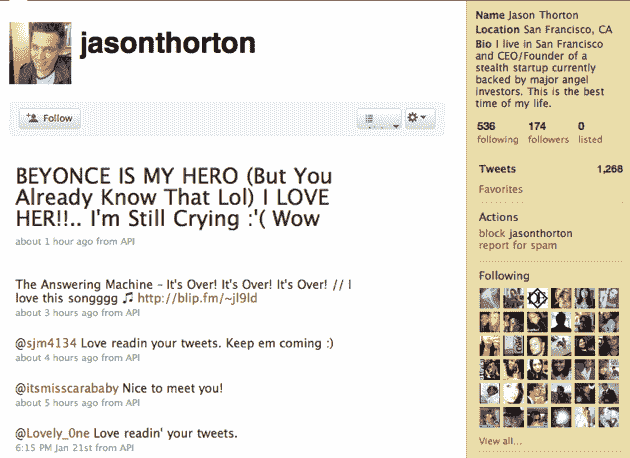 jasonthorton
Follow
BEYONCE IS MY HERO (But You
Already Know That Lol) I LOVE
HER!!.. I'm Still Crying :'( Wow
about 1 hour ago from API
The Answering Machine – It's Over! It's Over! It's Over! // I
love this songggg 🎵 http://blip.fm/~jl9ld
about 3 hours ago from API
@sjm4134 Love readin your tweets. Keep em coming :)
about 4 hours ago from API
@itsmisscarababy Nice to meet you!
about 5 hours ago from API
@Lovely_0ne Love readin' your tweets.
6:15 PM Jan 21st from API
Name Jason Thorton
Location San Francisco, CA
Bio I live in San Francisco
and CEO/Founder of a
stealth startup currently
backed by major angel
investors. This is the best
time of my life.
536 174 0
following followers listed
Tweets 1,268
Favorites
Actions
block jasonthorton
report for spam
Following
View all...